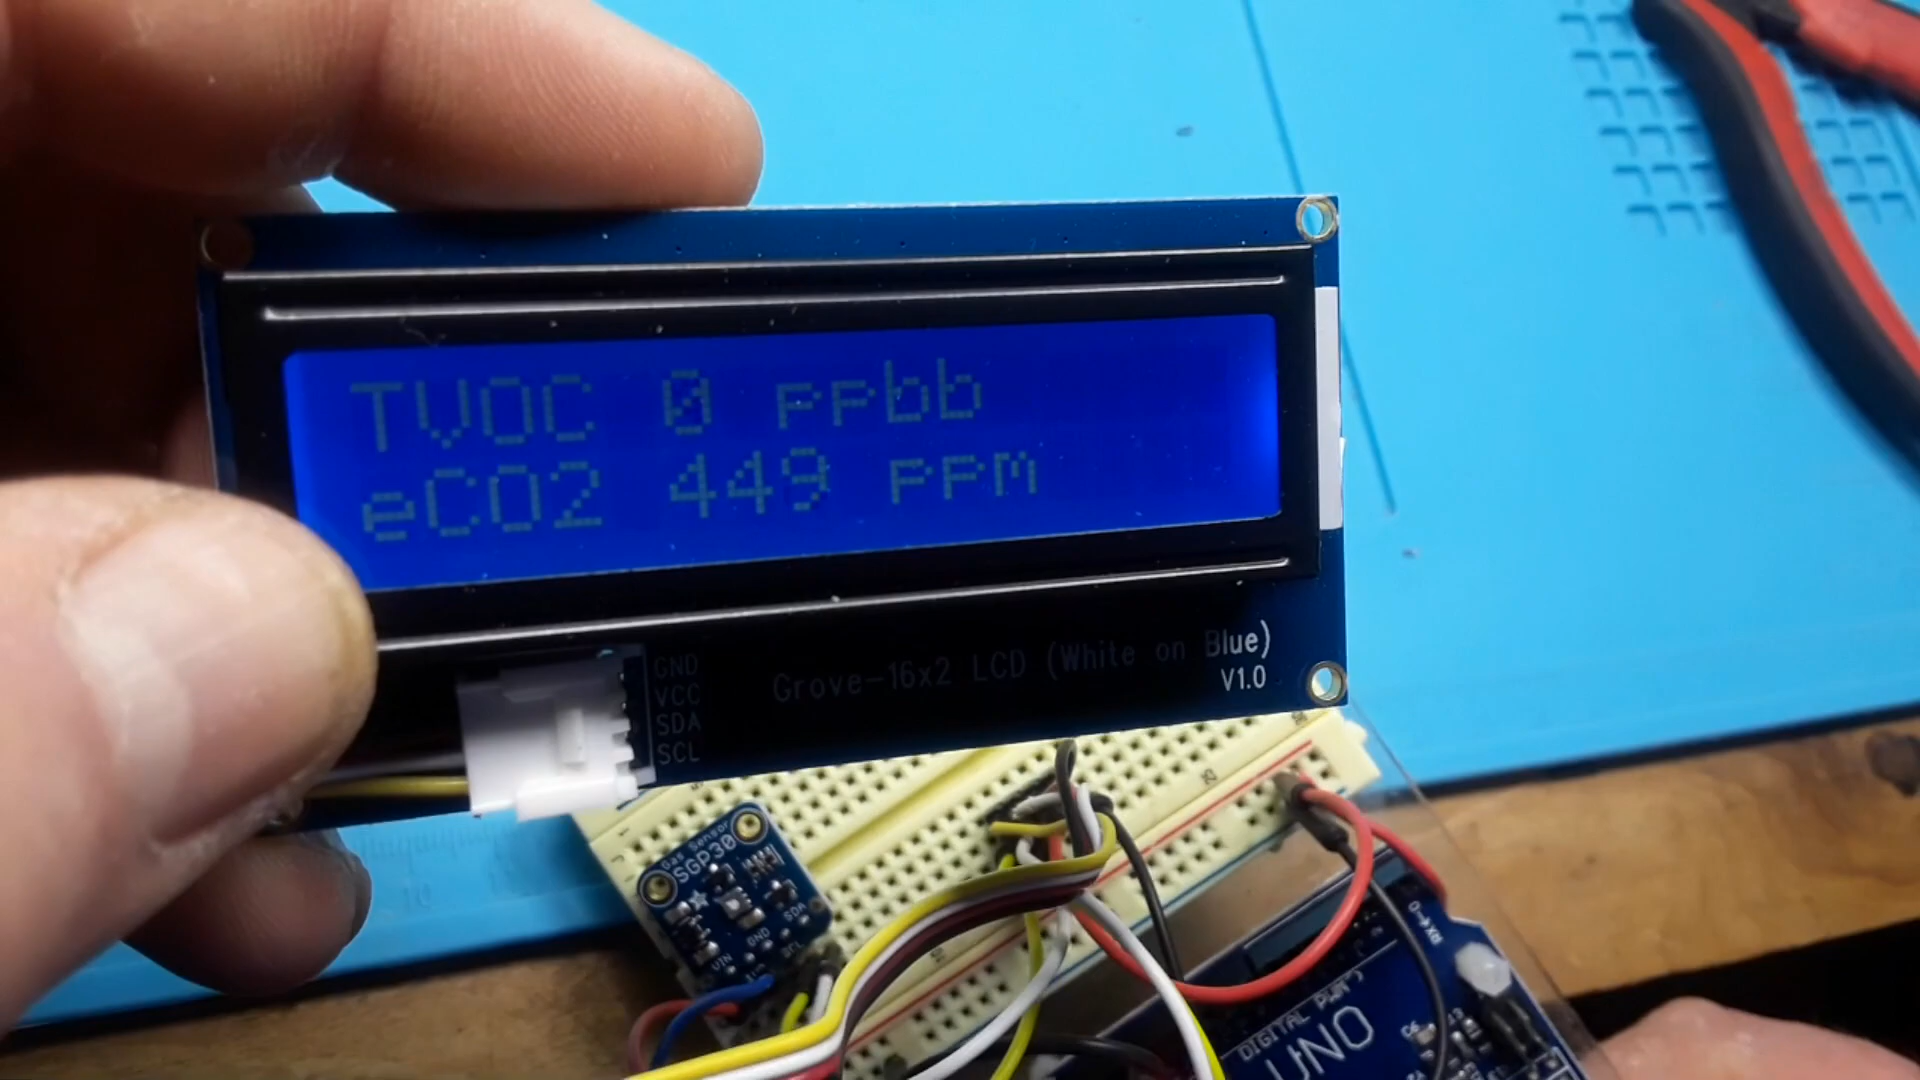 TVOC 0 ppbb
eCO2 449 ppm
GND
VCC
SDA
SCL
Grove-16x2 LCD (White on Blue)
V1.0
Gas Sensor
SGP30
VIN
GND
SCL
SDA
DIGITAL PWM~
UNO